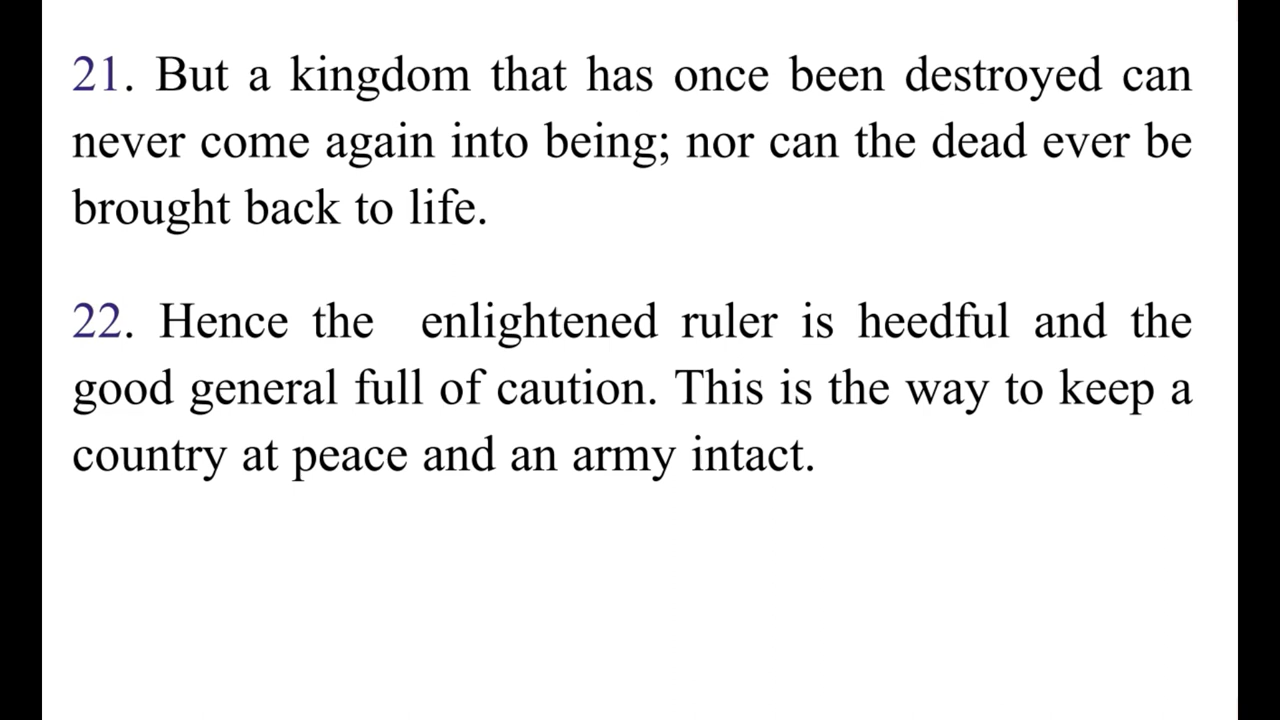 21. But a kingdom that has once been destroyed can
never come again into being; nor can the dead ever be
brought back to life.
22. Hence the enlightened ruler is heedful and the
good general full of caution. This is the way to keep a
country at peace and an army intact.